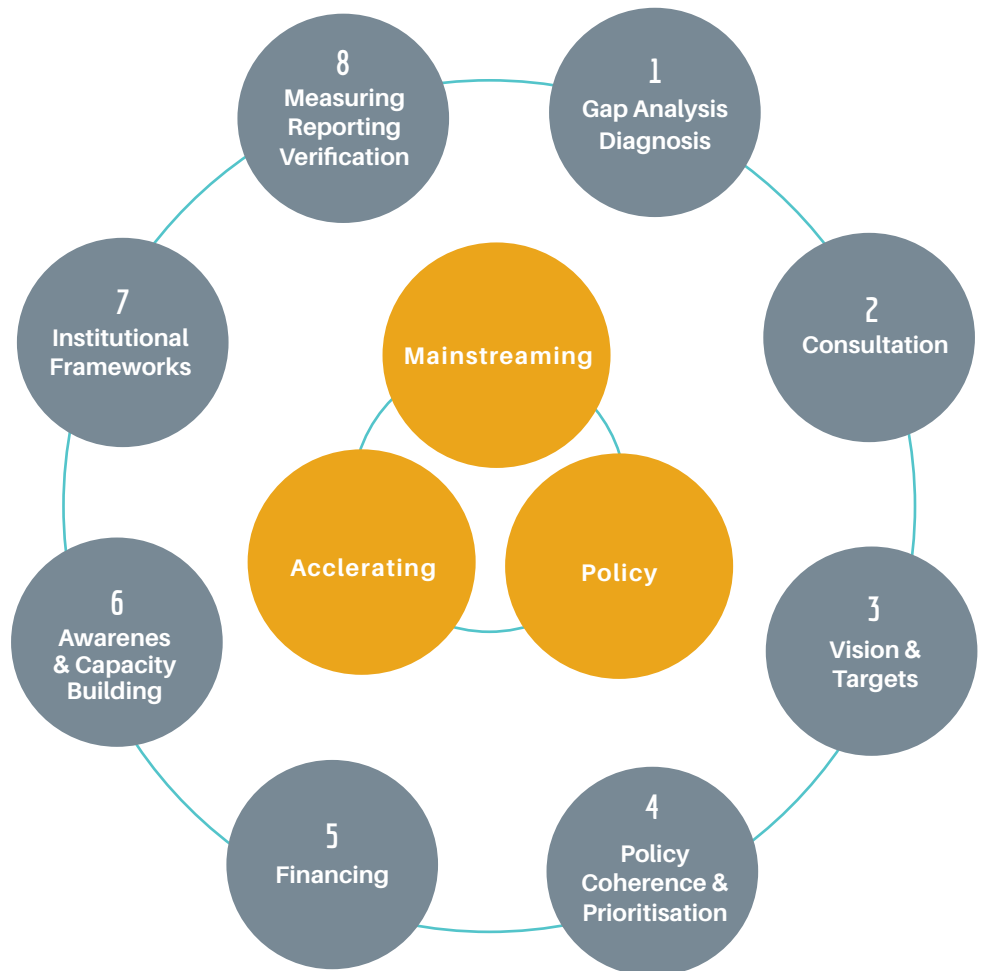 1
Gap Analysis
Diagnosis
2
Consultation
3
Vision &
Targets
4
Policy
Coherence &
Prioritisation
5
Financing
6
Awarenes
& Capacity
Building
7
Institutional
Frameworks
8
Measuring
Reporting
Verification
Mainstreaming
Policy
Acclerating